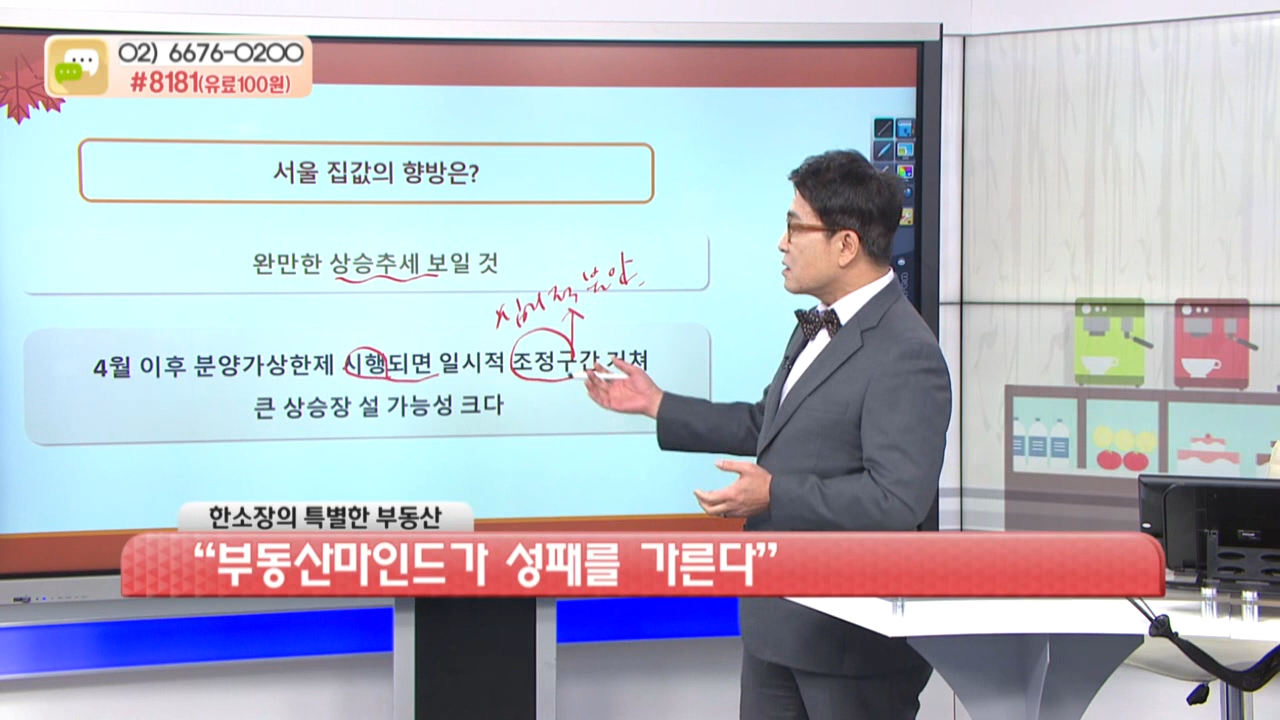 02) 6676-0200
#8181(유료100원)
서울 집값의 향방은?
완만한 상승추세 보일 것
심리적 불안
4월 이후 분양가상한제 시행되면 일시적 조정구간 거쳐
큰 상승장 설 가능성 크다
한소장의 특별한 부동산
“부동산마인드가 성패를 가른다”